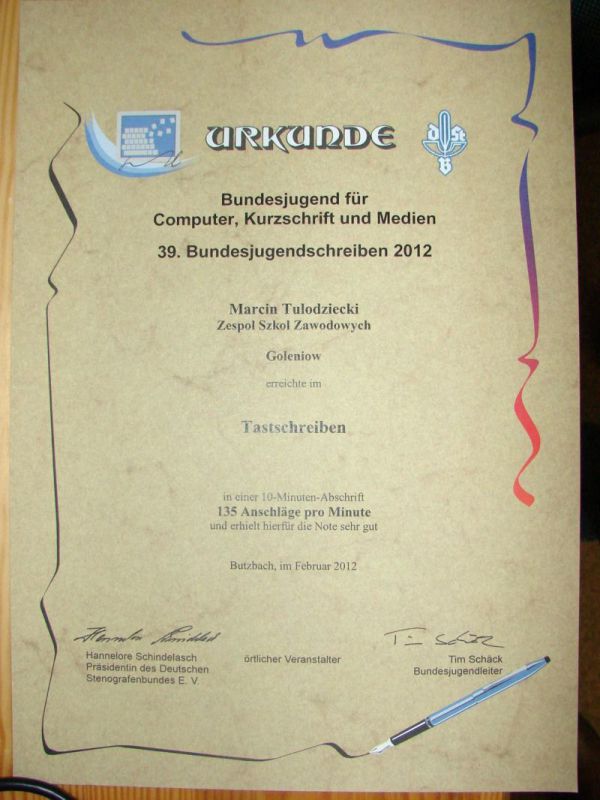 URKUNDE
dStB
Bundesjugend für
Computer, Kurzschrift und Medien
39. Bundesjugendschreiben 2012
Marcin Tulodziecki
Zespol Szkol Zawodowych
Goleniow
erreichte im
Tastschreiben
in einer 10-Minuten-Abschrift
135 Anschläge pro Minute
und erhielt hierfür die Note sehr gut
Butzbach, im Februar 2012
Hannelore Schindelasch
Präsidentin des Deutschen
Stenografenbundes E. V.
örtlicher Veranstalter
Tim Schäck
Bundesjugendleiter